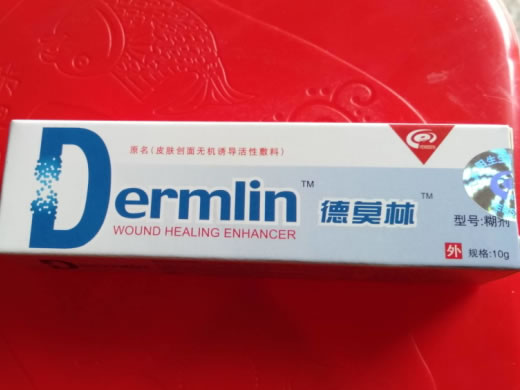 原名(皮肤创面无机诱导活性敷料)
Dermlin™ 德莫林™
WOUND HEALING ENHANCER
型号:糊剂
外 规格:10g